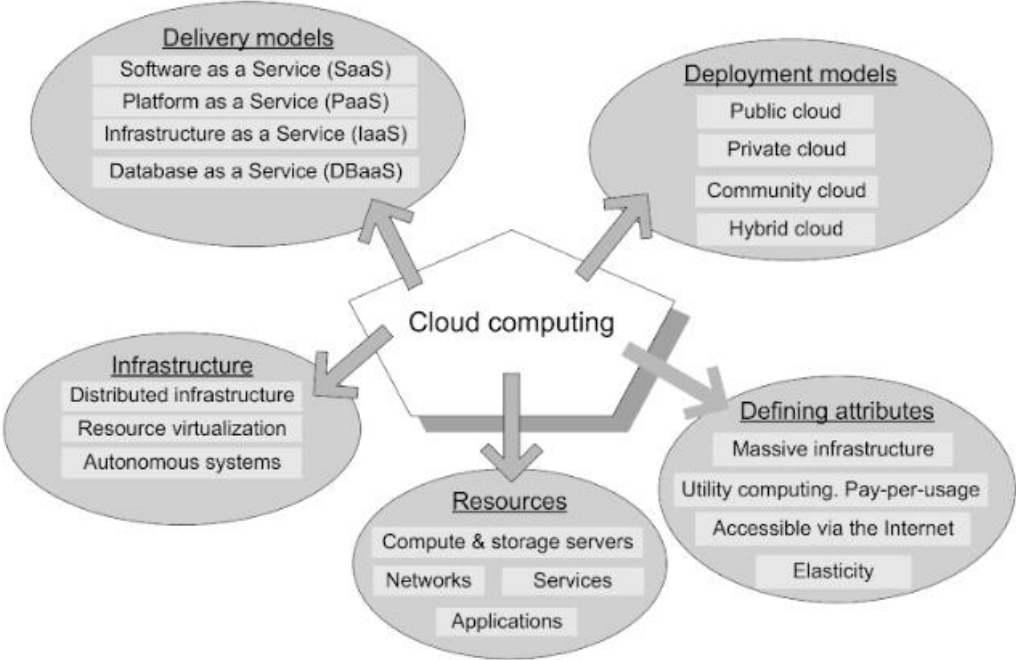 Delivery models
Software as a Service (SaaS)
Platform as a Service (PaaS)
Infrastructure as a Service (IaaS)
Database as a Service (DBaaS)
Deployment models
Public cloud
Private cloud
Community cloud
Hybrid cloud
Cloud computing
Infrastructure
Distributed infrastructure
Resource virtualization
Autonomous systems
Resources
Compute & storage servers
Networks
Services
Applications
Defining attributes
Massive infrastructure
Utility computing. Pay-per-usage
Accessible via the Internet
Elasticity